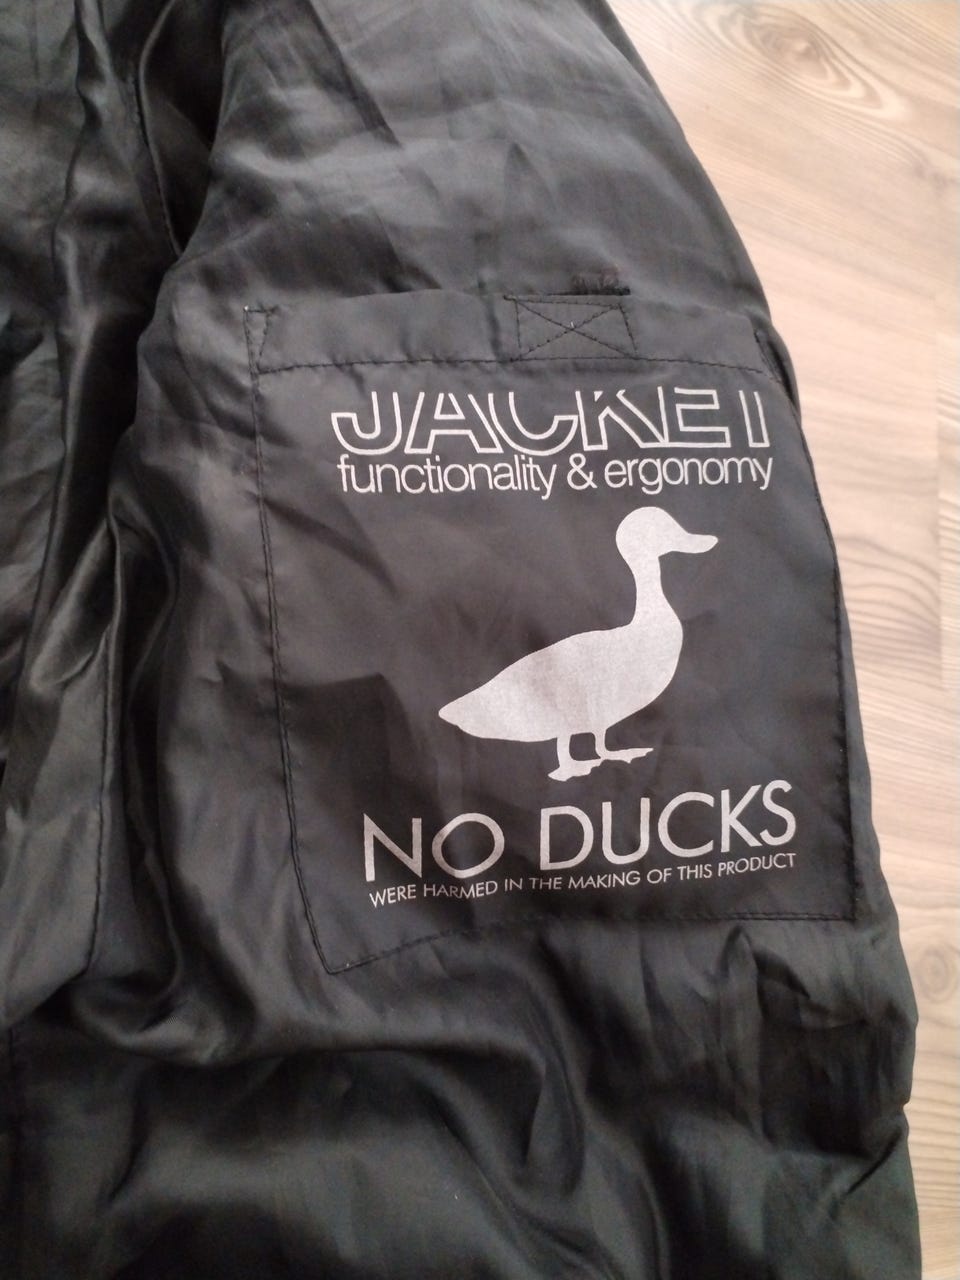 JACKET
functionality & ergonomy
NO DUCKS
WERE HARMED IN THE MAKING OF THIS PRODUCT